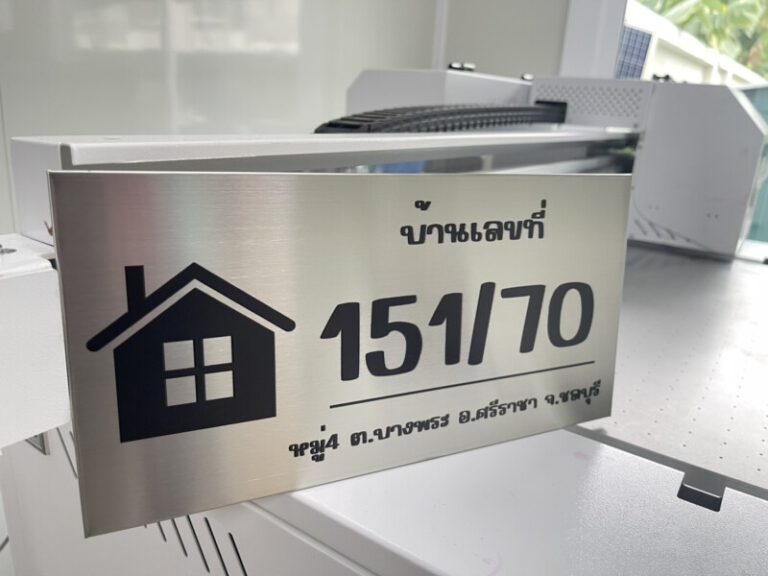 บ้านเลขที่
151/70
หมู่4 ต.บางพระ อ.ศรีราชา จ.ชลบุรี